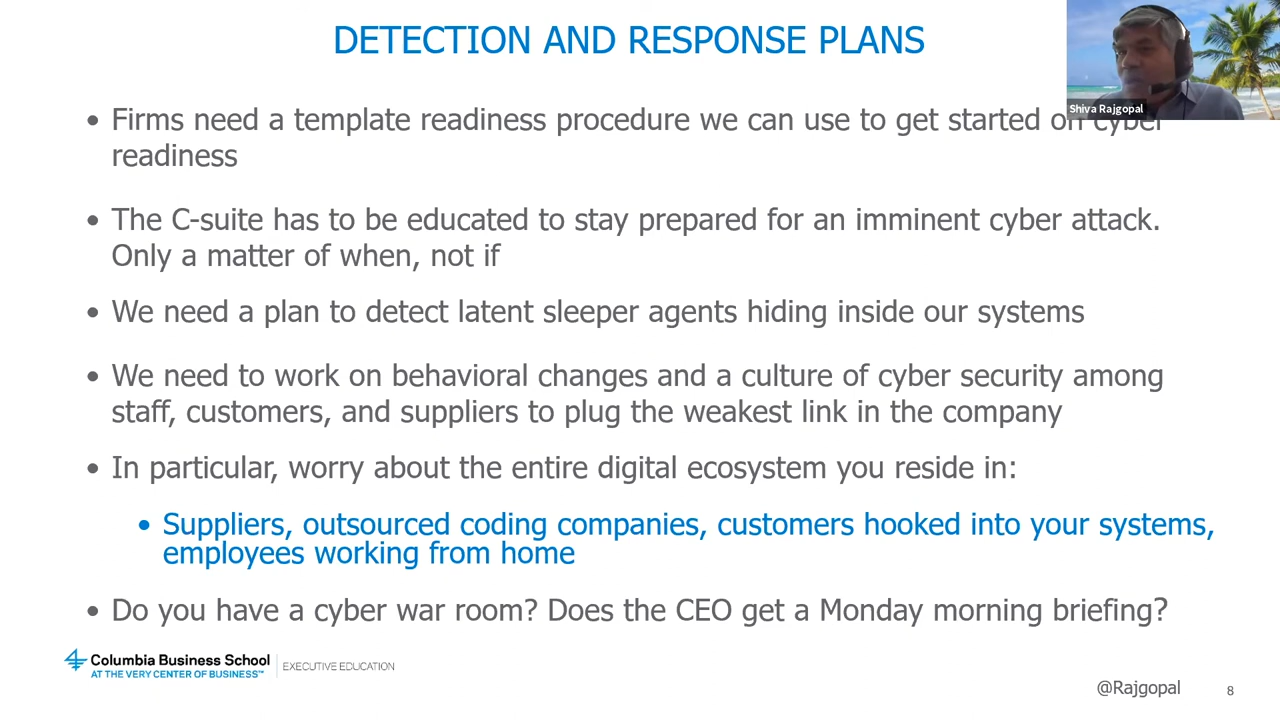 DETECTION AND RESPONSE PLANS
Shiva Rajgopal
• Firms need a template readiness procedure we can use to get started on cyber
readiness
• The C-suite has to be educated to stay prepared for an imminent cyber attack.
Only a matter of when, not if
• We need a plan to detect latent sleeper agents hiding inside our systems
• We need to work on behavioral changes and a culture of cyber security among
staff, customers, and suppliers to plug the weakest link in the company
• In particular, worry about the entire digital ecosystem you reside in:
• Suppliers, outsourced coding companies, customers hooked into your systems,
employees working from home
• Do you have a cyber war room? Does the CEO get a Monday morning briefing?
Columbia Business School
AT THE VERY CENTER OF BUSINESS™
EXECUTIVE EDUCATION
@Rajgopal
8